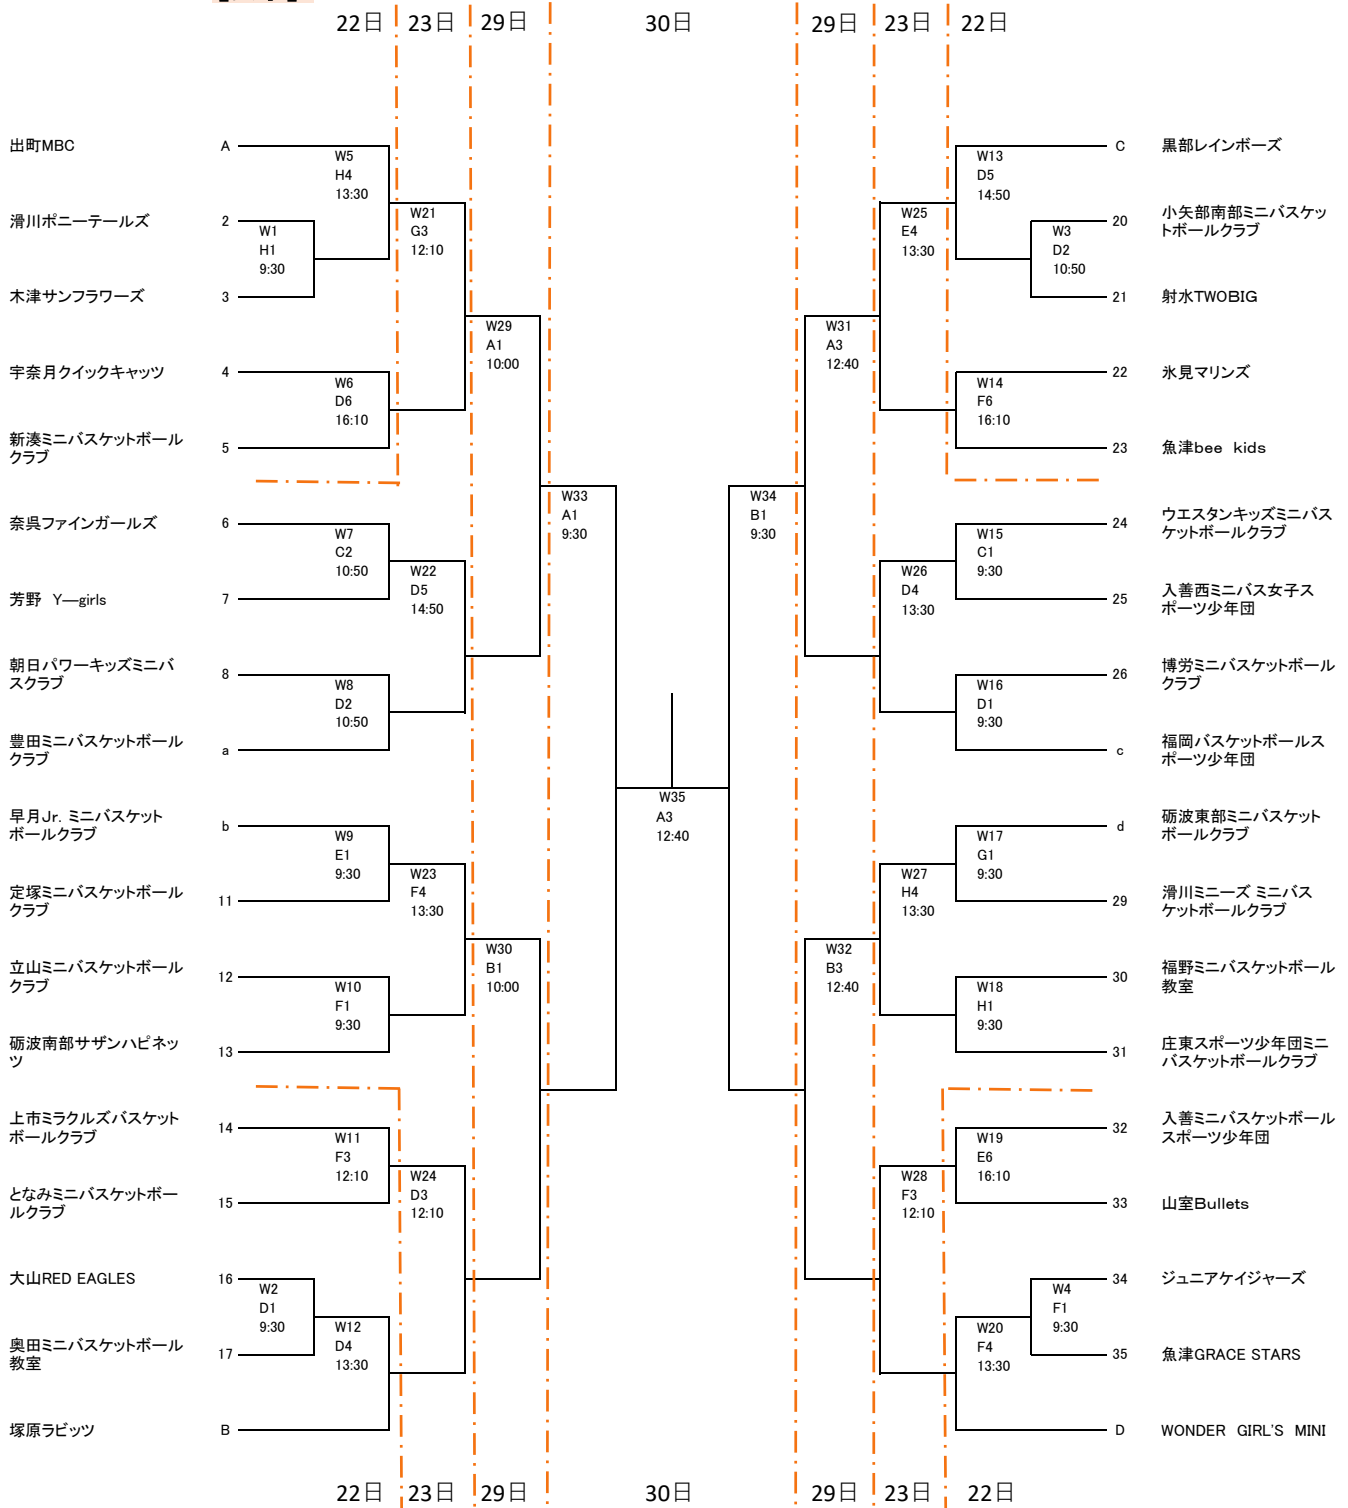 22日 23日 29日 30日 29日 23日 22日
出町MBC A
W5
H4
13:30
滑川ポニーテールズ 2
W1
H1
9:30
木津サンフラワーズ 3
W21
G3
12:10
宇奈月クイックキャッツ 4
W6
D6
16:10
新湊ミニバスケットボール
クラブ 5
W29
A1
10:00
奈呉ファインガールズ 6
W7
C2
10:50
芳野 Y―girls 7
W22
D5
14:50
朝日パワーキッズミニバ
スクラブ 8
W8
D2
10:50
豊田ミニバスケットボール
クラブ a
W33
A1
9:30
早月Jr. ミニバスケット
ボールクラブ b
W9
E1
9:30
定塚ミニバスケットボール
クラブ 11
W23
F4
13:30
立山ミニバスケットボール
クラブ 12
W10
F1
9:30
砺波南部サザンハピネッ
ツ 13
W30
B1
10:00
上市ミラクルズバスケット
ボールクラブ 14
W11
F3
12:10
となみミニバスケットボー
ルクラブ 15
W24
D3
12:10
大山RED EAGLES 16
W2
D1
9:30
奥田ミニバスケットボール
教室 17
W12
D4
13:30
塚原ラビッツ B
W35
A3
12:40
C 黒部レインボーズ
W13
D5
14:50
20 小矢部南部ミニバスケッ
トボールクラブ
W3
D2
10:50
21 射水TWOBIG
W25
E4
13:30
22 氷見マリンズ
W14
F6
16:10
23 魚津bee kids
W31
A3
12:40
24 ウエスタンキッズミニバス
ケットボールクラブ
W15
C1
9:30
25 入善西ミニバス女子ス
ポーツ少年団
W26
D4
13:30
26 博労ミニバスケットボール
クラブ
W16
D1
9:30
c 福岡バスケットボールス
ポーツ少年団
W34
B1
9:30
d 砺波東部ミニバスケット
ボールクラブ
W17
G1
9:30
29 滑川ミニーズ ミニバス
ケットボールクラブ
W27
H4
13:30
30 福野ミニバスケットボール
教室
W18
H1
9:30
31 庄東スポーツ少年団ミニ
バスケットボールクラブ
W32
B3
12:40
32 入善ミニバスケットボール
スポーツ少年団
W19
E6
16:10
33 山室Bullets
W28
F3
12:10
34 ジュニアケイジャーズ
W4
F1
9:30
35 魚津GRACE STARS
W20
F4
13:30
D WONDER GIRL'S MINI
22日 23日 29日 30日 29日 23日 22日